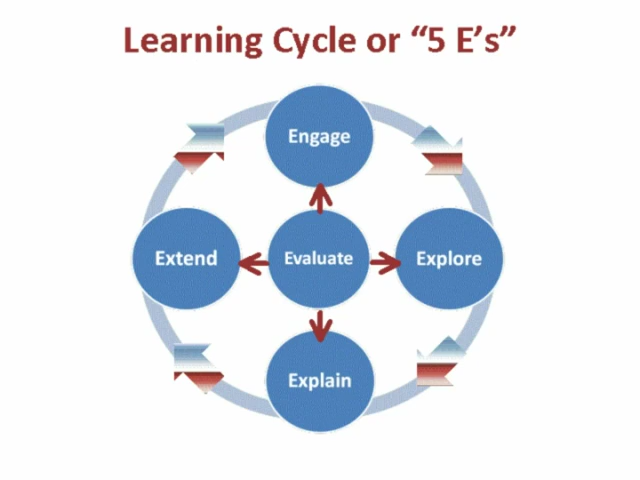 Learning Cycle or “5 E’s”
Engage
Extend
Evaluate
Explore
Explain